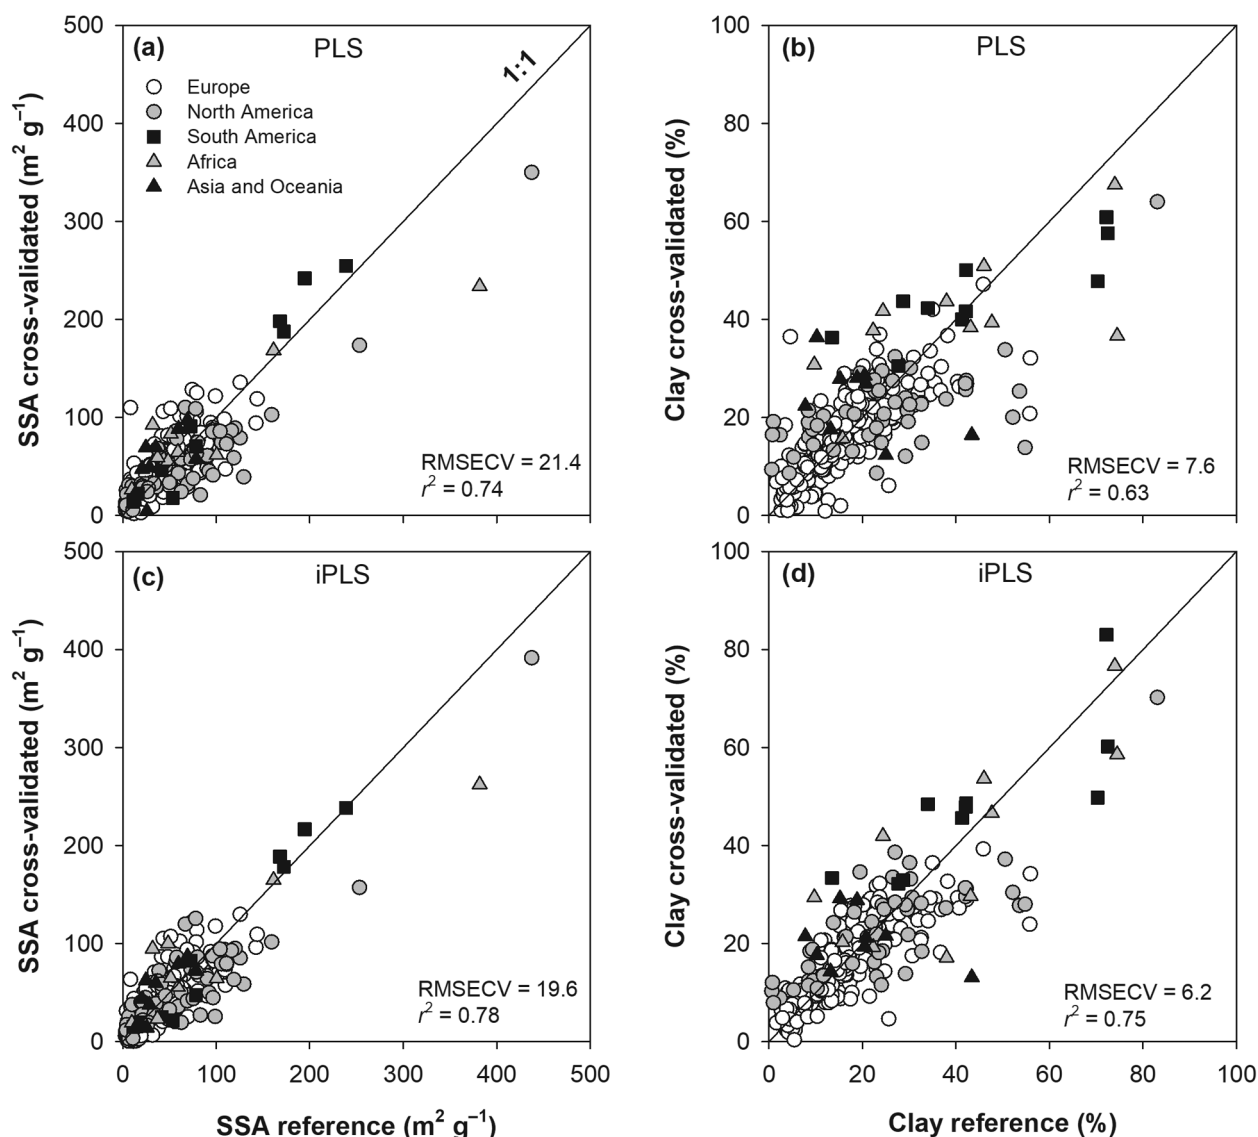 (a)
PLS
1:1
Europe
North America
South America
Africa
Asia and Oceania
RMSECV = 21.4
r² = 0.74
SSA cross-validated (m² g⁻¹)
500
400
300
200
100
0
(b)
PLS
RMSECV = 7.6
r² = 0.63
Clay cross-validated (%)
100
80
60
40
20
0
(c)
iPLS
RMSECV = 19.6
r² = 0.78
SSA cross-validated (m² g⁻¹)
500
400
300
200
100
0
0 100 200 300 400 500
SSA reference (m² g⁻¹)
(d)
iPLS
RMSECV = 6.2
r² = 0.75
Clay cross-validated (%)
100
80
60
40
20
0
0 20 40 60 80 100
Clay reference (%)